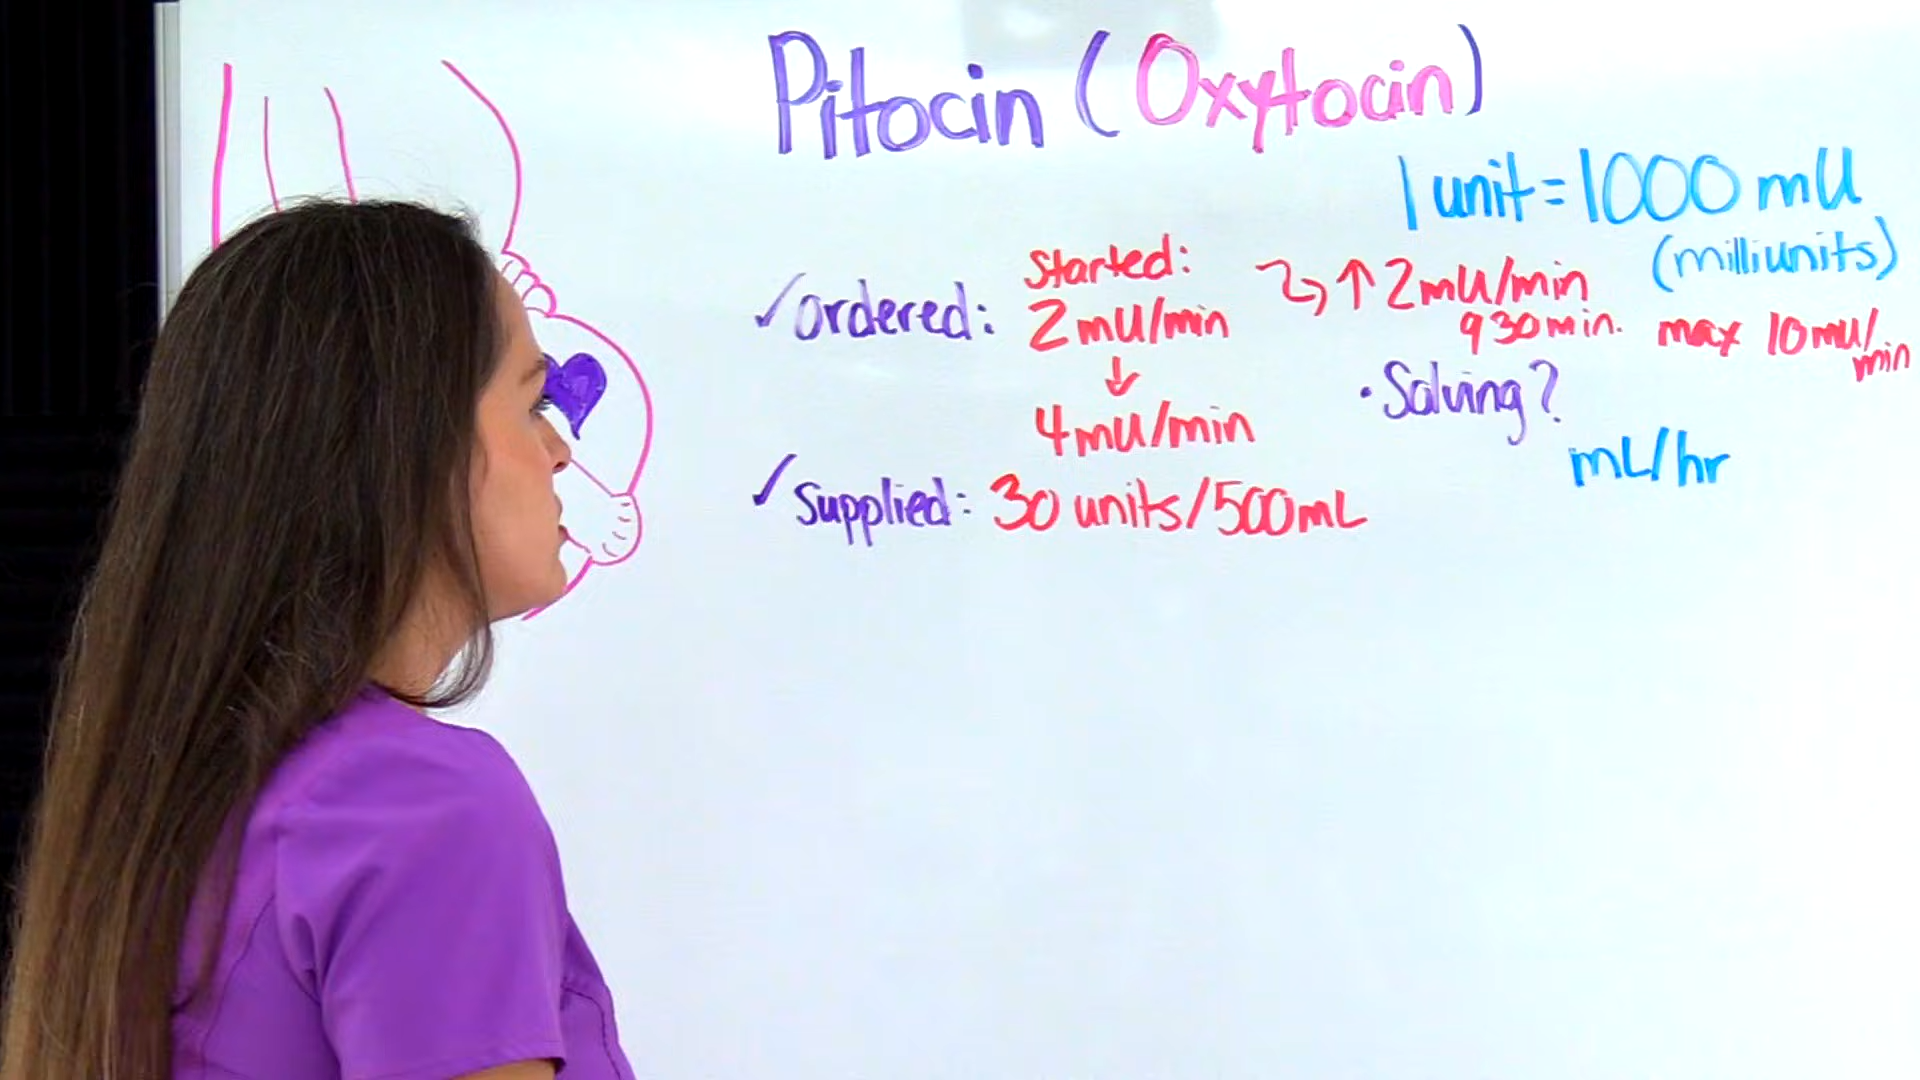 Pitocin (Oxytocin)
1 unit = 1000 mU
(milliunits)
✓ ordered: started:
2mU/min
↓
4mU/min
↑ 2mU/min
q 30 min. max 10mU/min
· Solving?
mL/hr
✓ Supplied: 30 units/500mL